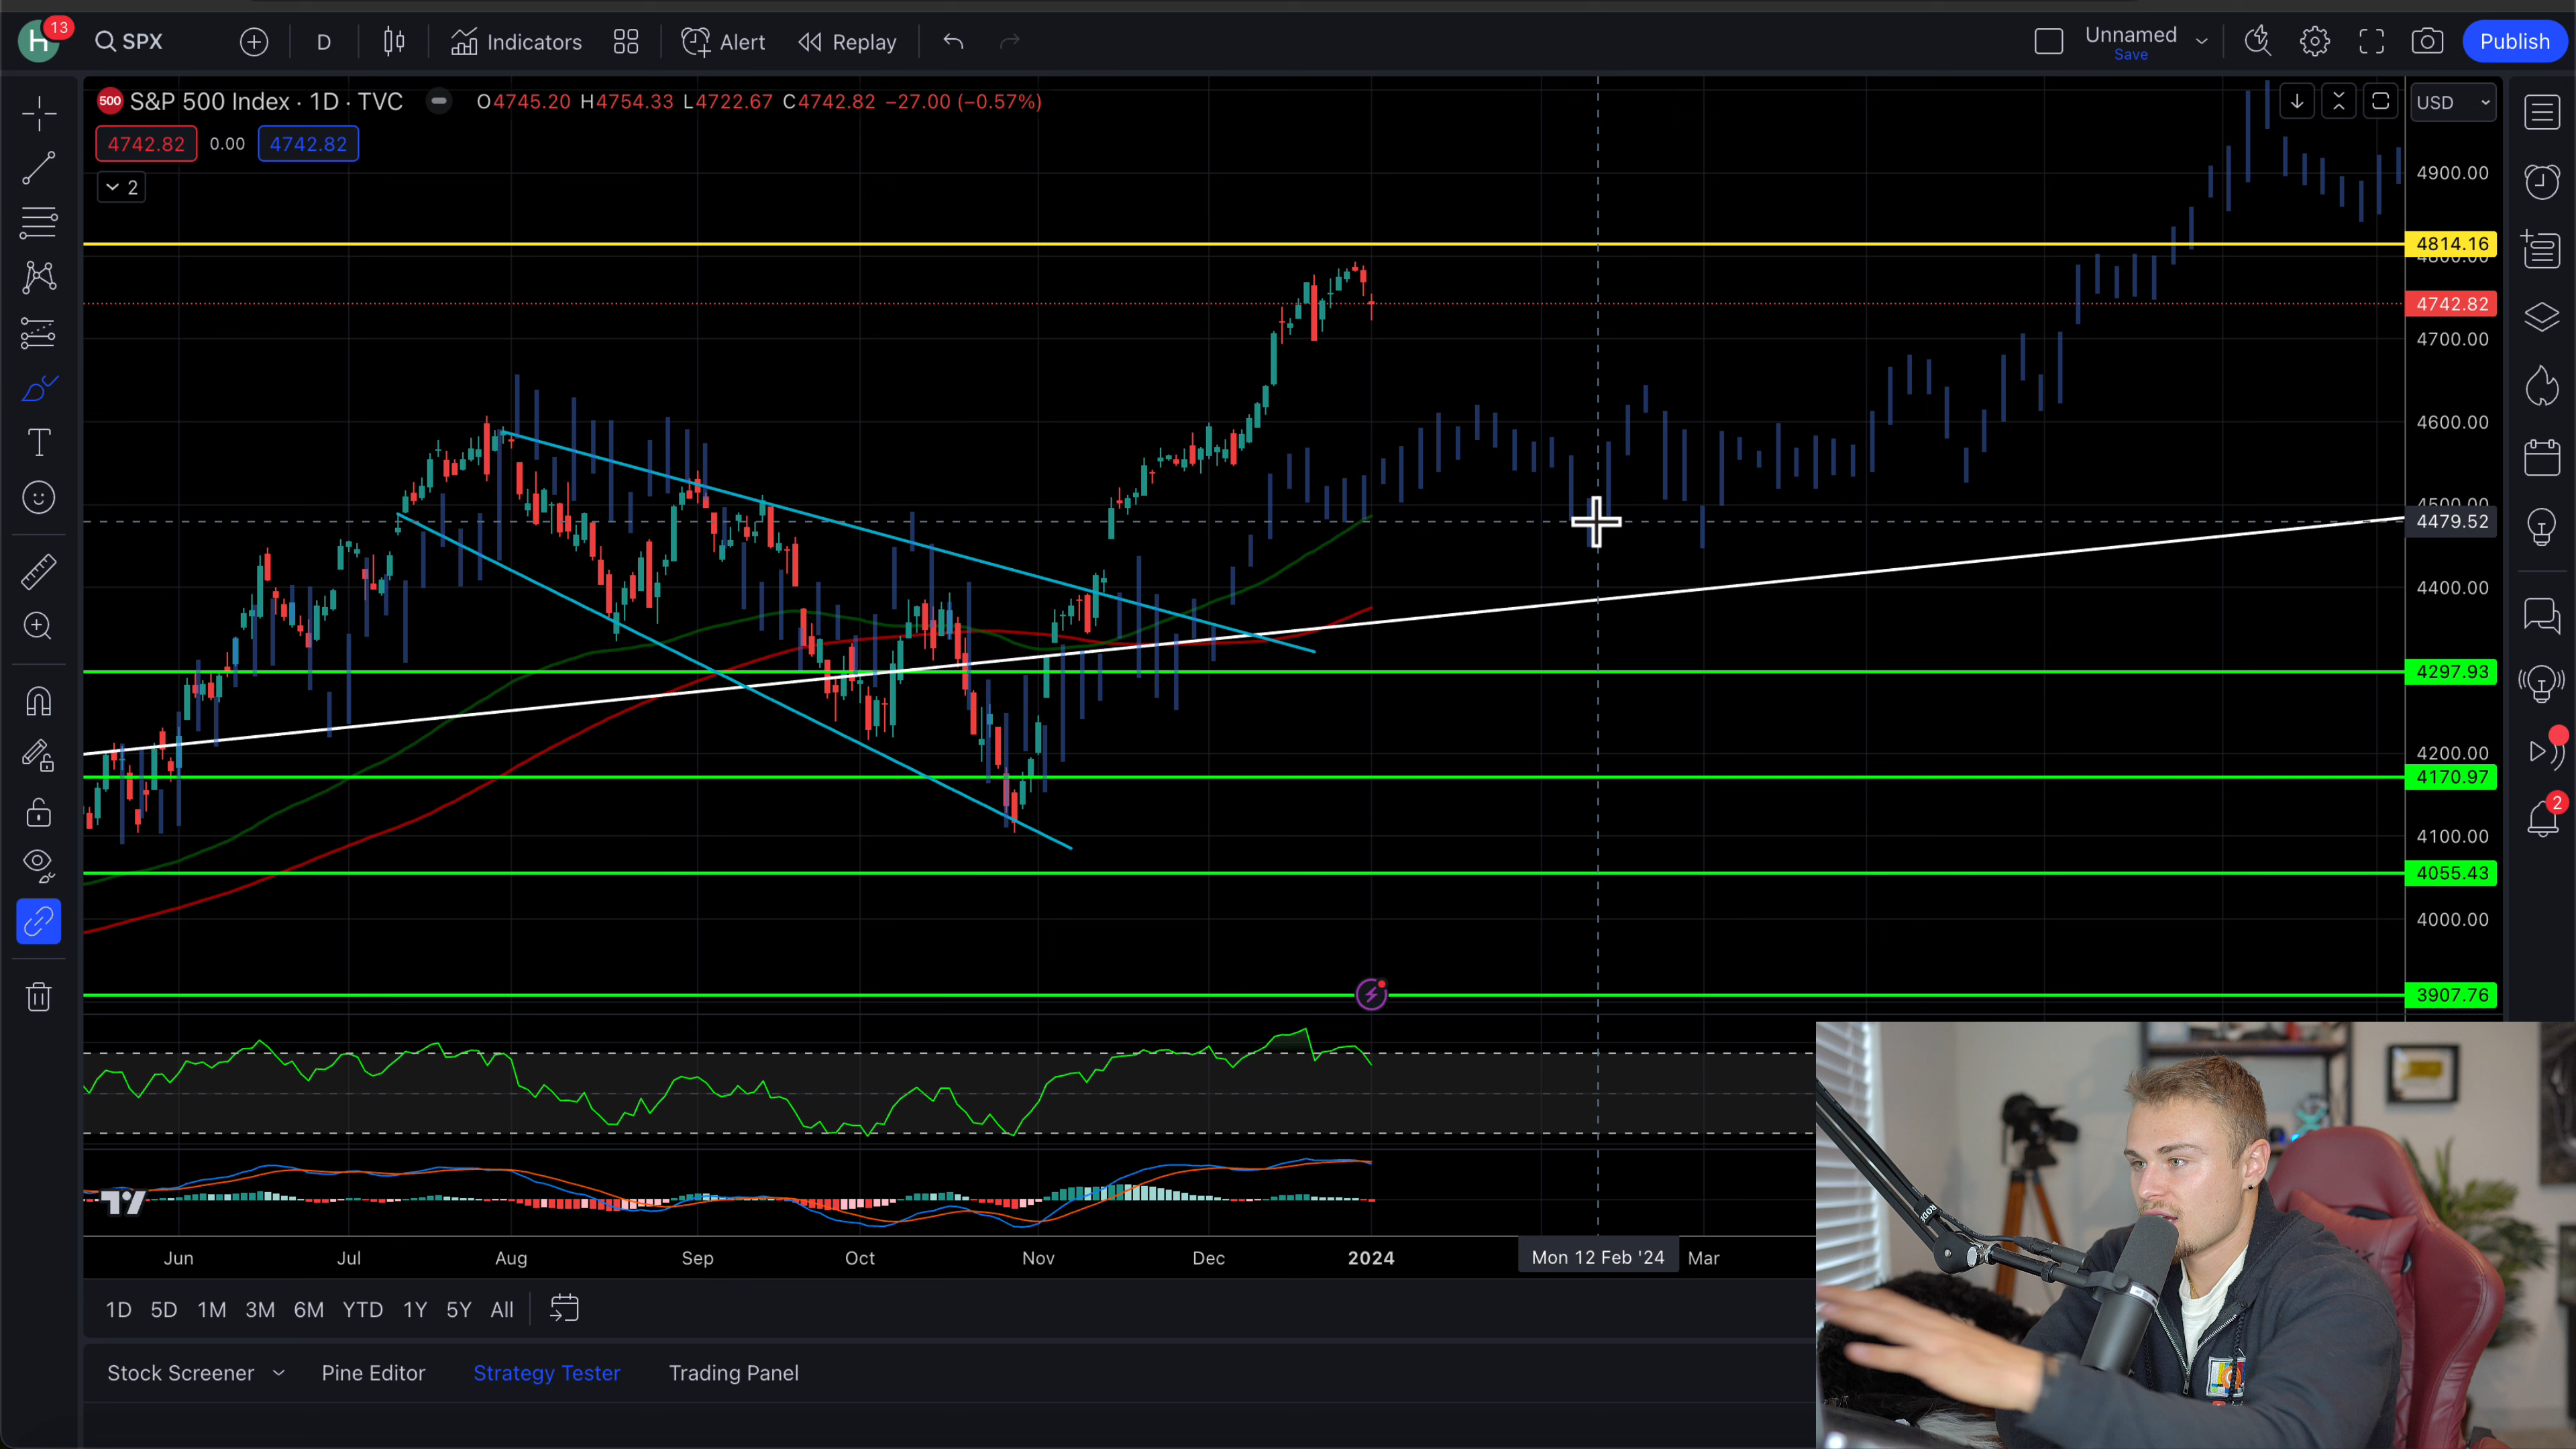 H 13 SPX D Indicators Alert Replay Unnamed Save Publish
500 S&P 500 Index · 1D · TVC O4745.20 H4754.33 L4722.67 C4742.82 −27.00 (−0.57%) USD
4742.82 0.00 4742.82
2
4900.00
4814.16
4742.82
4700.00
4600.00
4500.00
4479.52
4400.00
4297.93
4200.00
4170.97
4100.00
4055.43
4000.00
3907.76
2
TV
Jun Jul Aug Sep Oct Nov Dec 2024 Mon 12 Feb '24 Mar
1D 5D 1M 3M 6M YTD 1Y 5Y All
Stock Screener Pine Editor Strategy Tester Trading Panel
RØDE